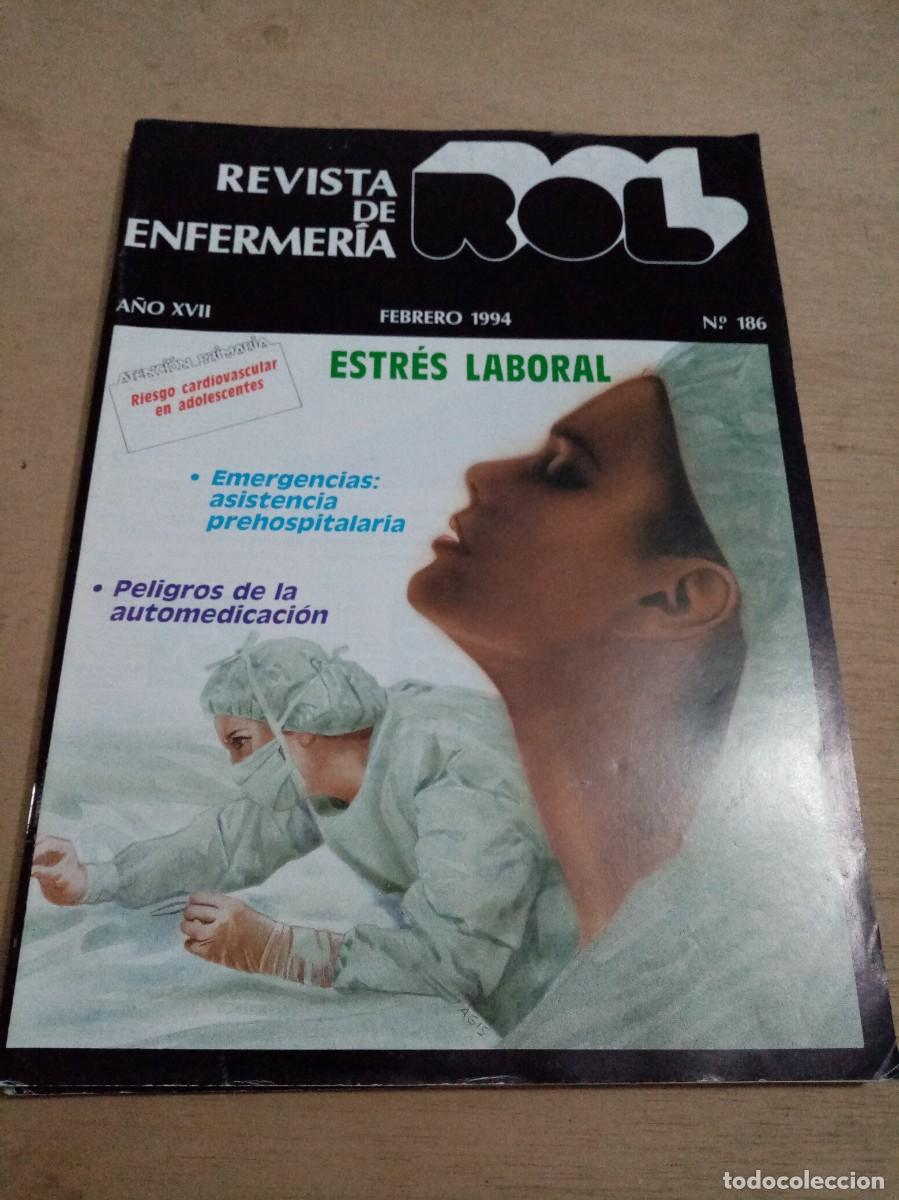 REVISTA
DE
ENFERMERÍA
ROL
AÑO XVII
FEBRERO 1994
N.º 186
ATENCIÓN PRIMARIA
Riesgo cardiovascular
en adolescentes
ESTRÉS LABORAL
• Emergencias:
asistencia
prehospitalaria
• Peligros de la
automedicación
AGIS
todocoleccion